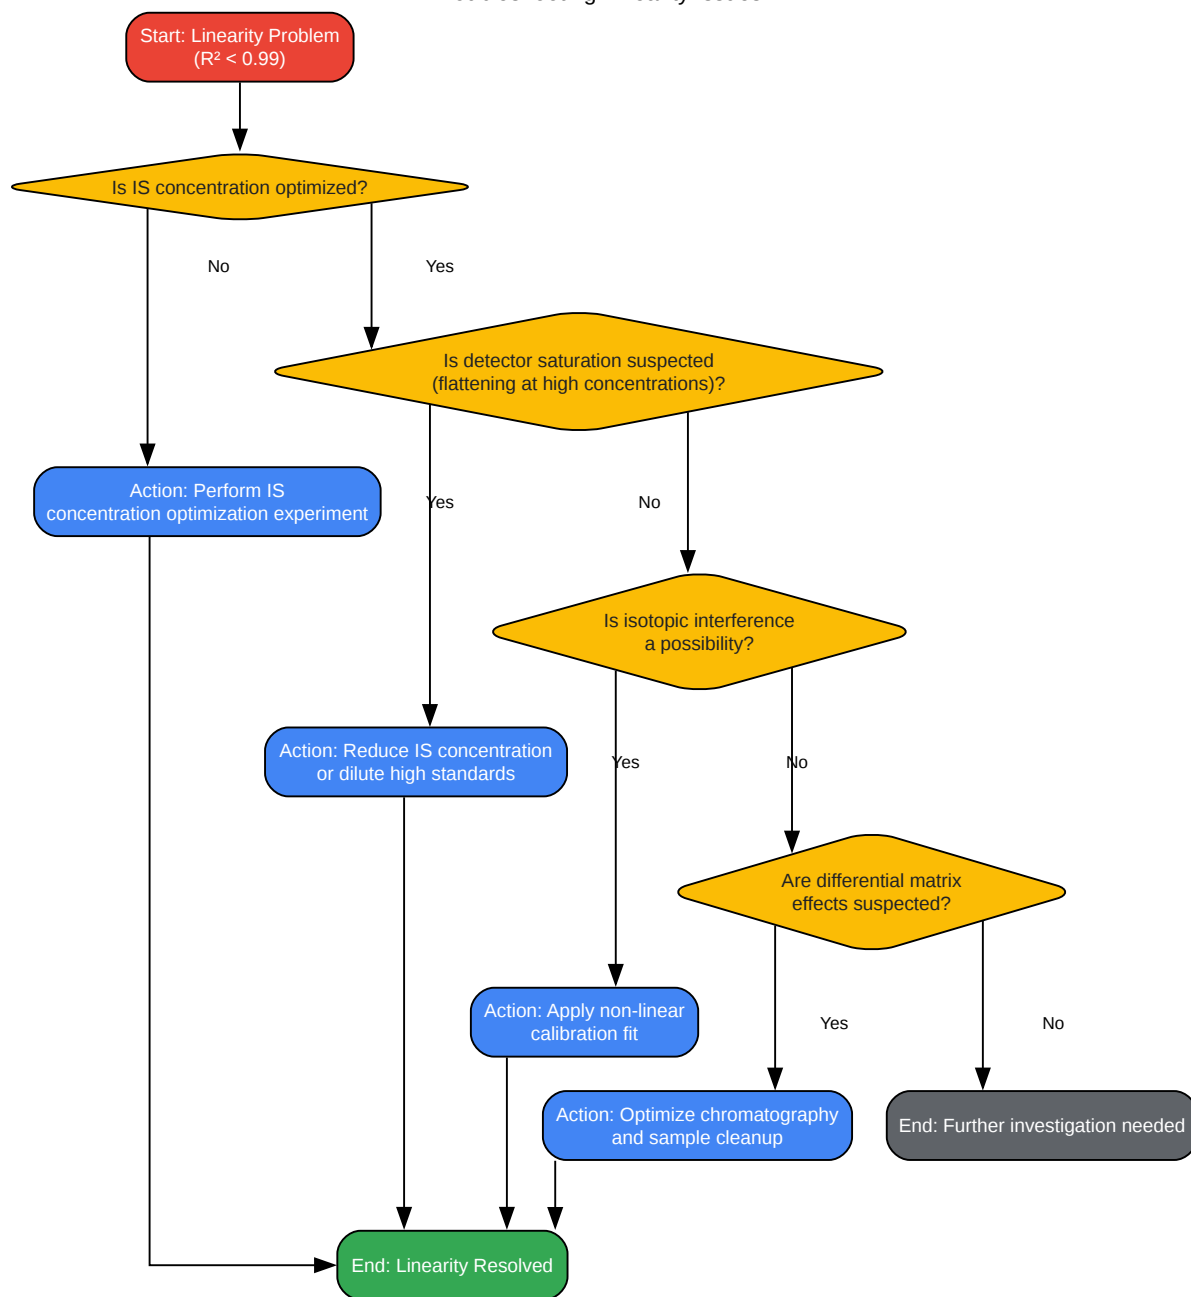 Start: Linearity Problem
(R² < 0.99)
Is IS concentration optimized?
No
Yes
Is detector saturation suspected
(flattening at high concentrations)?
Action: Perform IS
concentration optimization experiment
Yes
No
Is isotopic interference
a possibility?
Action: Reduce IS concentration
or dilute high standards
Yes
No
Are differential matrix
effects suspected?
Action: Apply non-linear
calibration fit
Yes
No
Action: Optimize chromatography
and sample cleanup
End: Further investigation needed
End: Linearity Resolved